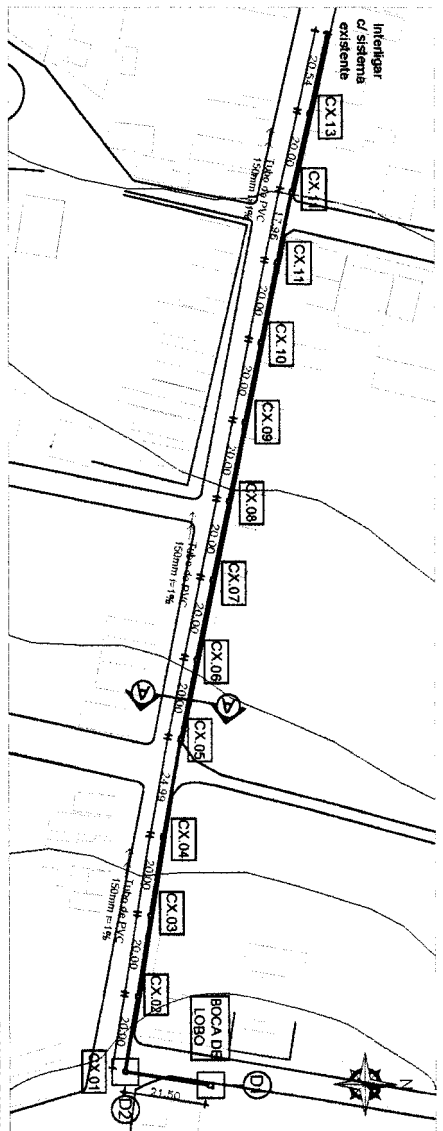 Interligar
c/ sistema
existente
20.54
CX.13
20.00
CX.11
Tubo de PVC
150mm i=1%
17.96
CX.11
20.00
CX.10
20.00
CX.09
20.00
CX.08
20.00
Tubo de PVC
150mm i=1%
CX.07
20.00
CX.06
20.00
A
A
CX.05
24.99
CX.04
20.00
Tubo de PVC
150mm i=1%
CX.03
20.00
CX.02
20.00
BOCA DE
LOBO
CX.01
D1
21.50
D2
N